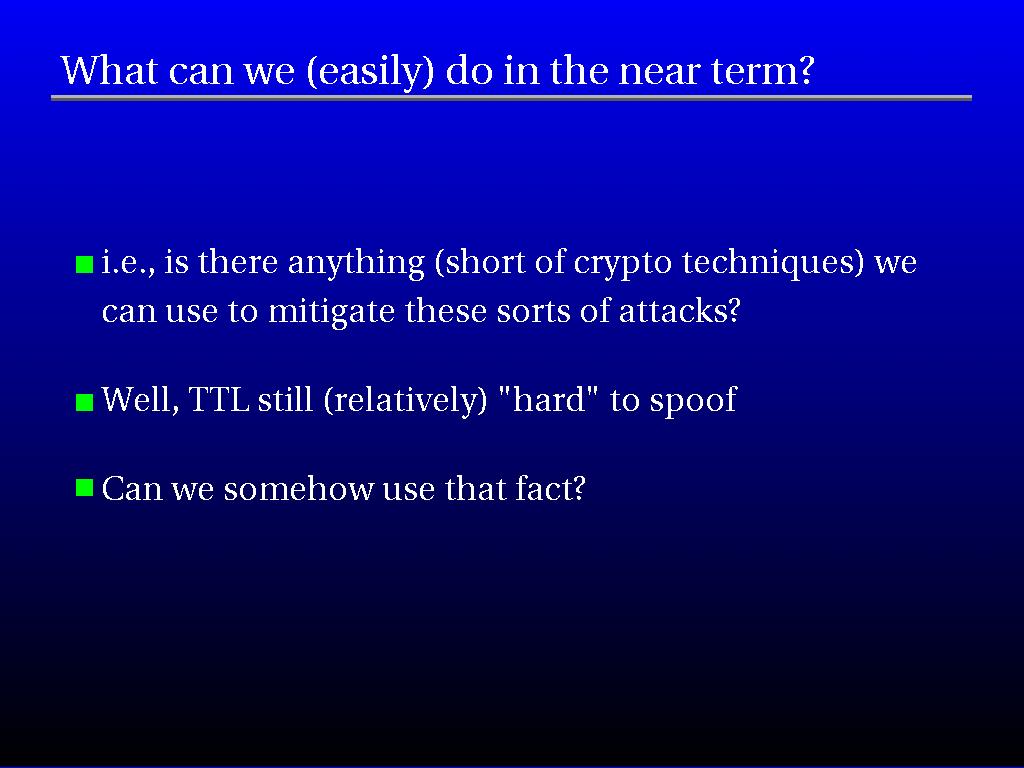 What can we (easily) do in the near term?
i.e., is there anything (short of crypto techniques) we
can use to mitigate these sorts of attacks?
Well, TTL still (relatively) "hard" to spoof
Can we somehow use that fact?